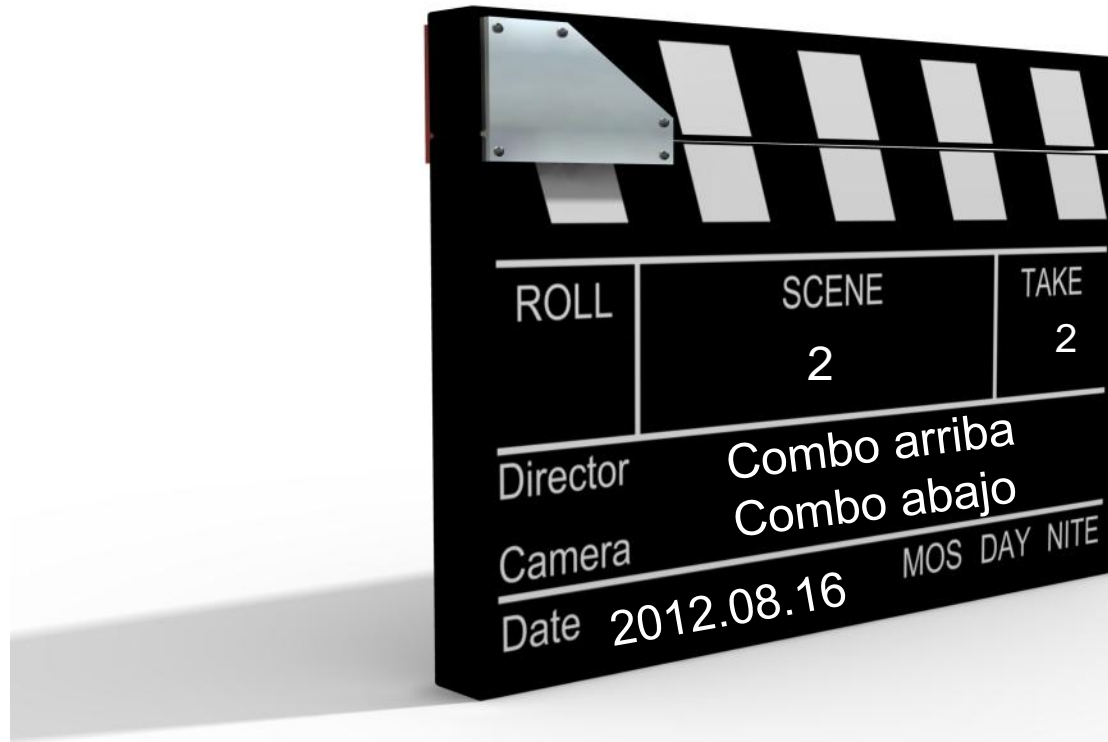 ROLL SCENE TAKE
2 2
Director Combo arriba
Combo abajo
Camera MOS DAY NITE
Date 2012.08.16